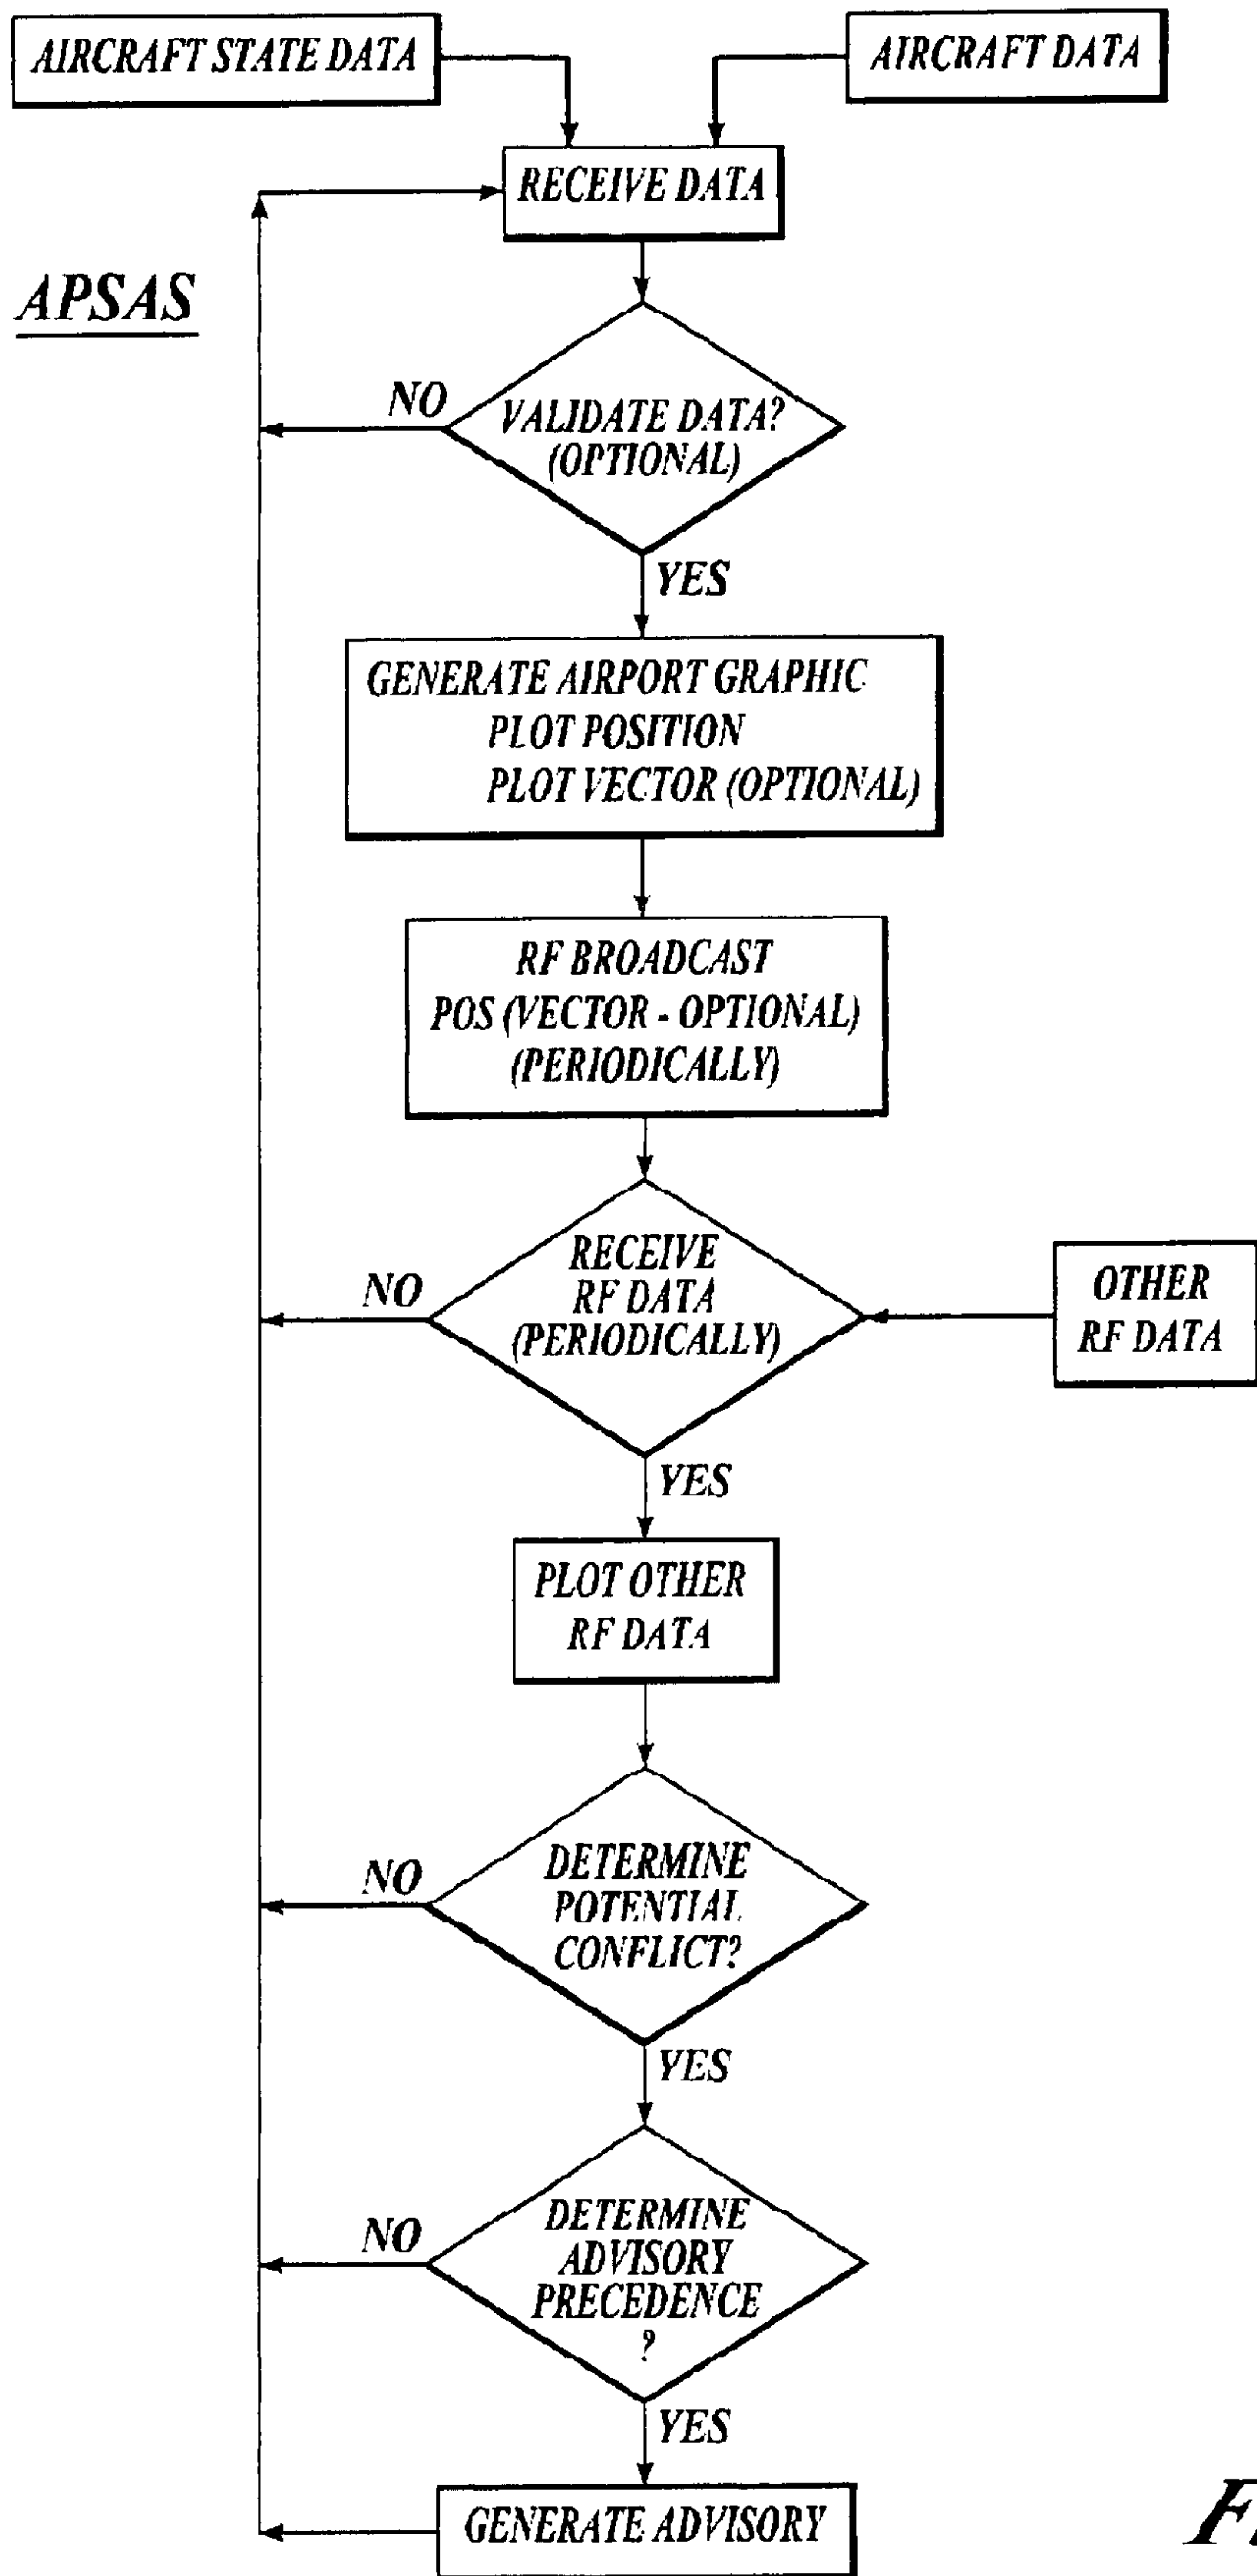 AIRCRAFT STATE DATA
AIRCRAFT DATA
RECEIVE DATA
APSAS
NO
VALIDATE DATA?
(OPTIONAL)
YES
GENERATE AIRPORT GRAPHIC
PLOT POSITION
PLOT VECTOR (OPTIONAL)
RF BROADCAST
POS (VECTOR - OPTIONAL)
(PERIODICALLY)
NO
RECEIVE
RF DATA
(PERIODICALLY)
OTHER
RF DATA
YES
PLOT OTHER
RF DATA
NO
DETERMINE
POTENTIAL
CONFLICT?
YES
NO
DETERMINE
ADVISORY
PRECEDENCE
?
YES
GENERATE ADVISORY